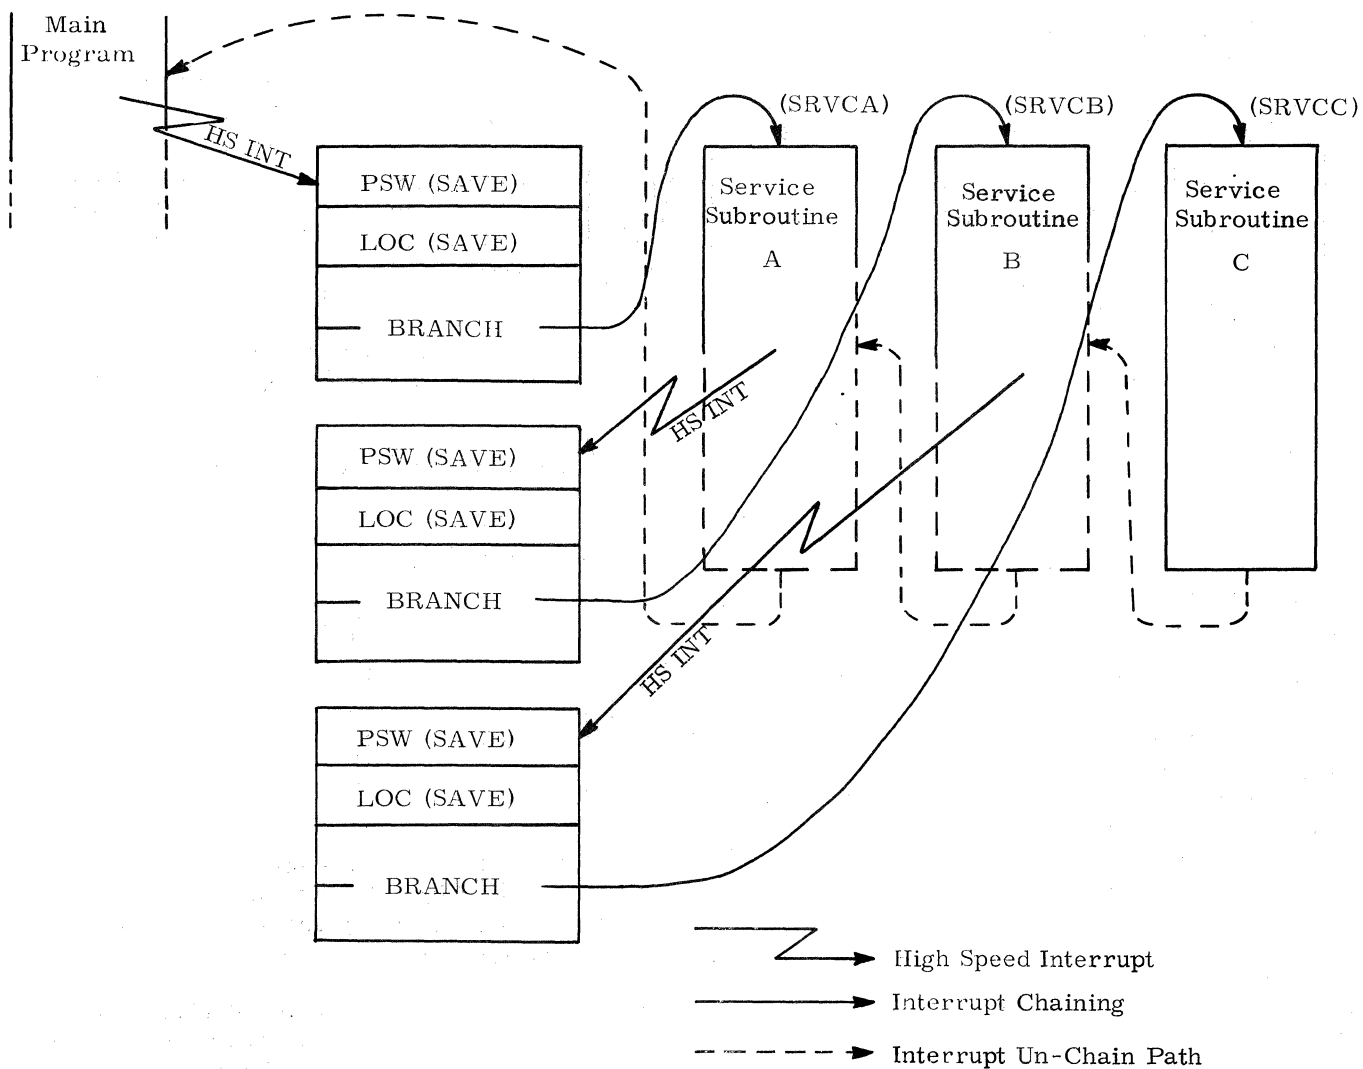 Main
Program
HS INT
PSW (SAVE)
LOC (SAVE)
BRANCH
(SRVCA)
Service
Subroutine
A
(SRVCB)
Service
Subroutine
B
(SRVCC)
Service
Subroutine
C
HS INT
PSW (SAVE)
LOC (SAVE)
BRANCH
HS INT
PSW (SAVE)
LOC (SAVE)
BRANCH
High Speed Interrupt
Interrupt Chaining
Interrupt Un-Chain Path